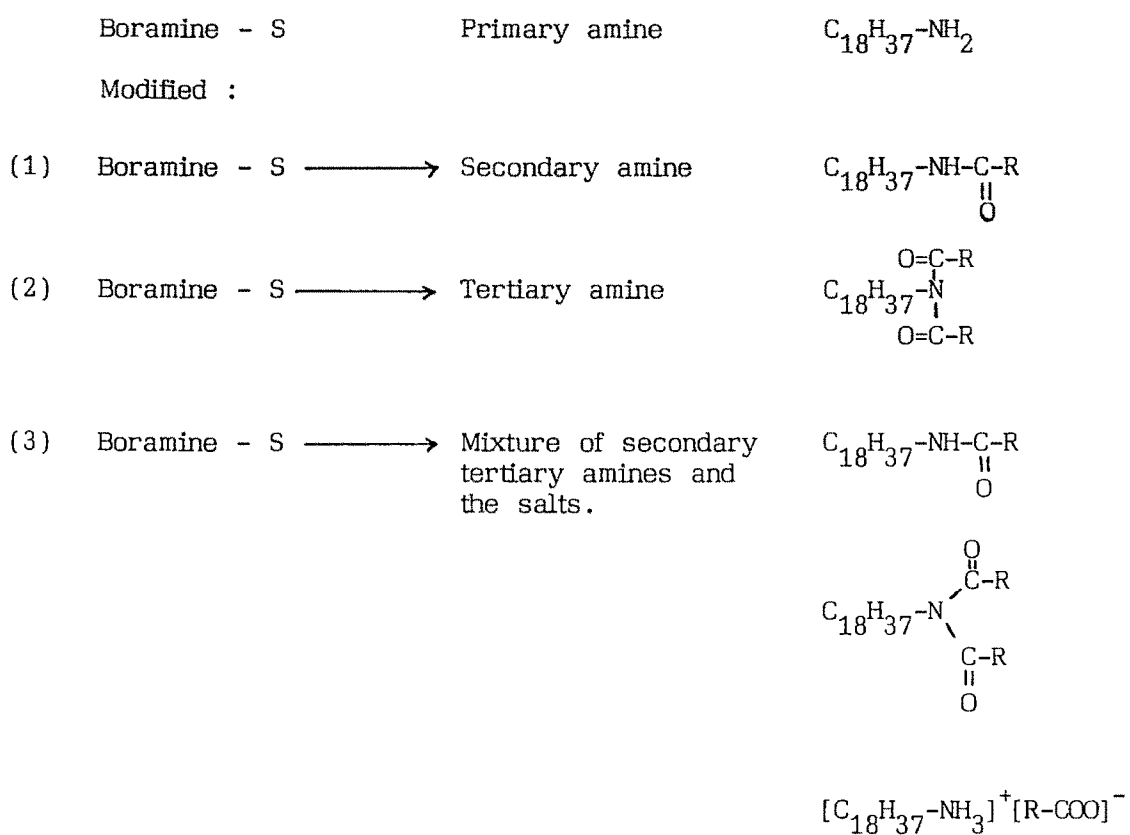 Boramine - S Primary amine C18H37-NH2
Modified :
(1) Boramine - S ⟶ Secondary amine C18H37-NH-C-R
O
O=C-R
(2) Boramine - S ⟶ Tertiary amine C18H37-N
O=C-R
(3) Boramine - S ⟶ Mixture of secondary C18H37-NH-C-R
tertiary amines and O
the salts.
O
C-R
C18H37-N
C-R
O
[C18H37-NH3]+[R-COO]-